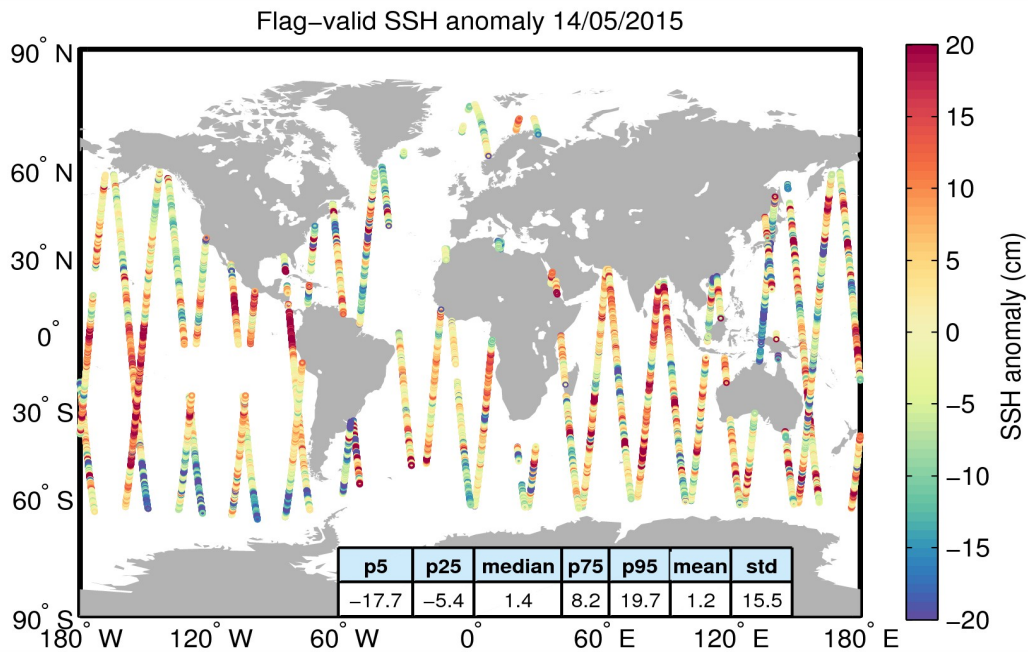 Flag−valid SSH anomaly 14/05/2015
90° N
60° N
30° N
0°
30° S
60° S
90° S
180° W
120° W
60° W
0°
60° E
120° E
180° E
p5 p25 median p75 p95 mean std
−17.7 −5.4 1.4 8.2 19.7 1.2 15.5
20
15
10
5
0
−5
−10
−15
−20
SSH anomaly (cm)